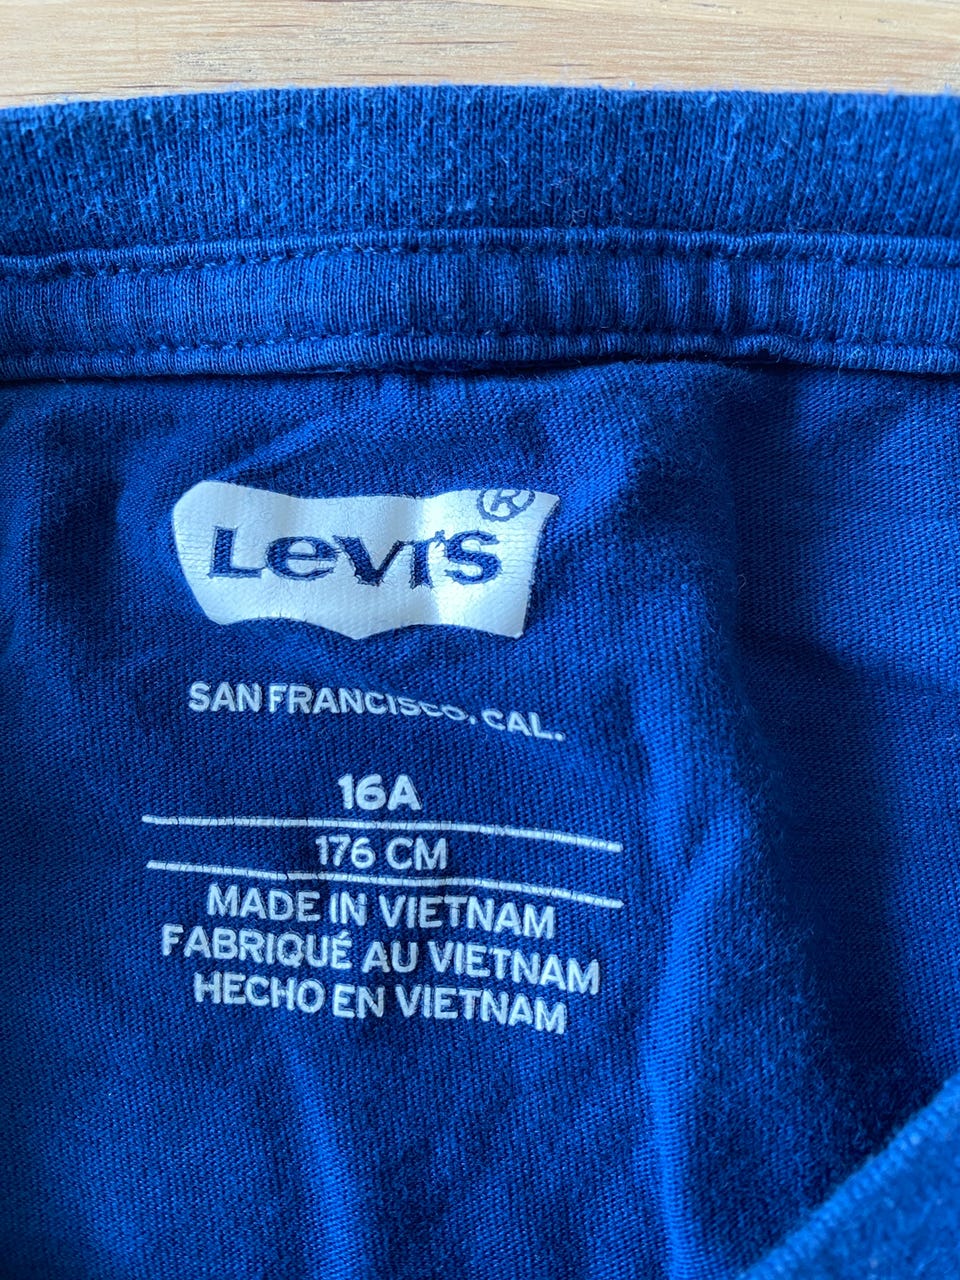 Levi's®
SAN FRANCISCO, CAL.
16A
176 CM
MADE IN VIETNAM
FABRIQUÉ AU VIETNAM
HECHO EN VIETNAM